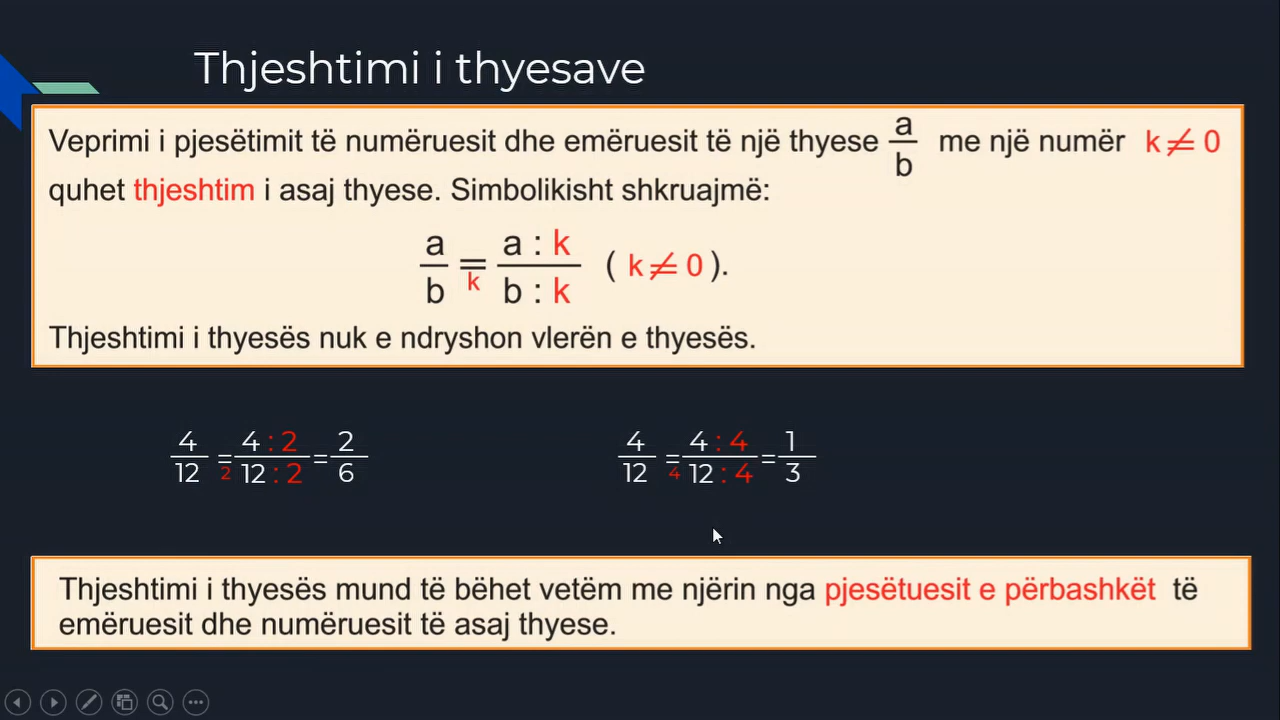 Thjeshtimi i thyesave
Veprimi i pjesëtimit të numëruesit dhe emëruesit të një thyese a/b me një numër k ≠ 0
quhet thjeshtim i asaj thyese. Simbolikisht shkruajmë:
a/b =k a : k / b : k ( k ≠ 0 ).
Thjeshtimi i thyesës nuk e ndryshon vlerën e thyesës.
4/12 =2 4 : 2 / 12 : 2 = 2/6
4/12 =4 4 : 4 / 12 : 4 = 1/3
Thjeshtimi i thyesës mund të bëhet vetëm me njërin nga pjesëtuesit e përbashkët të
emëruesit dhe numëruesit të asaj thyese.